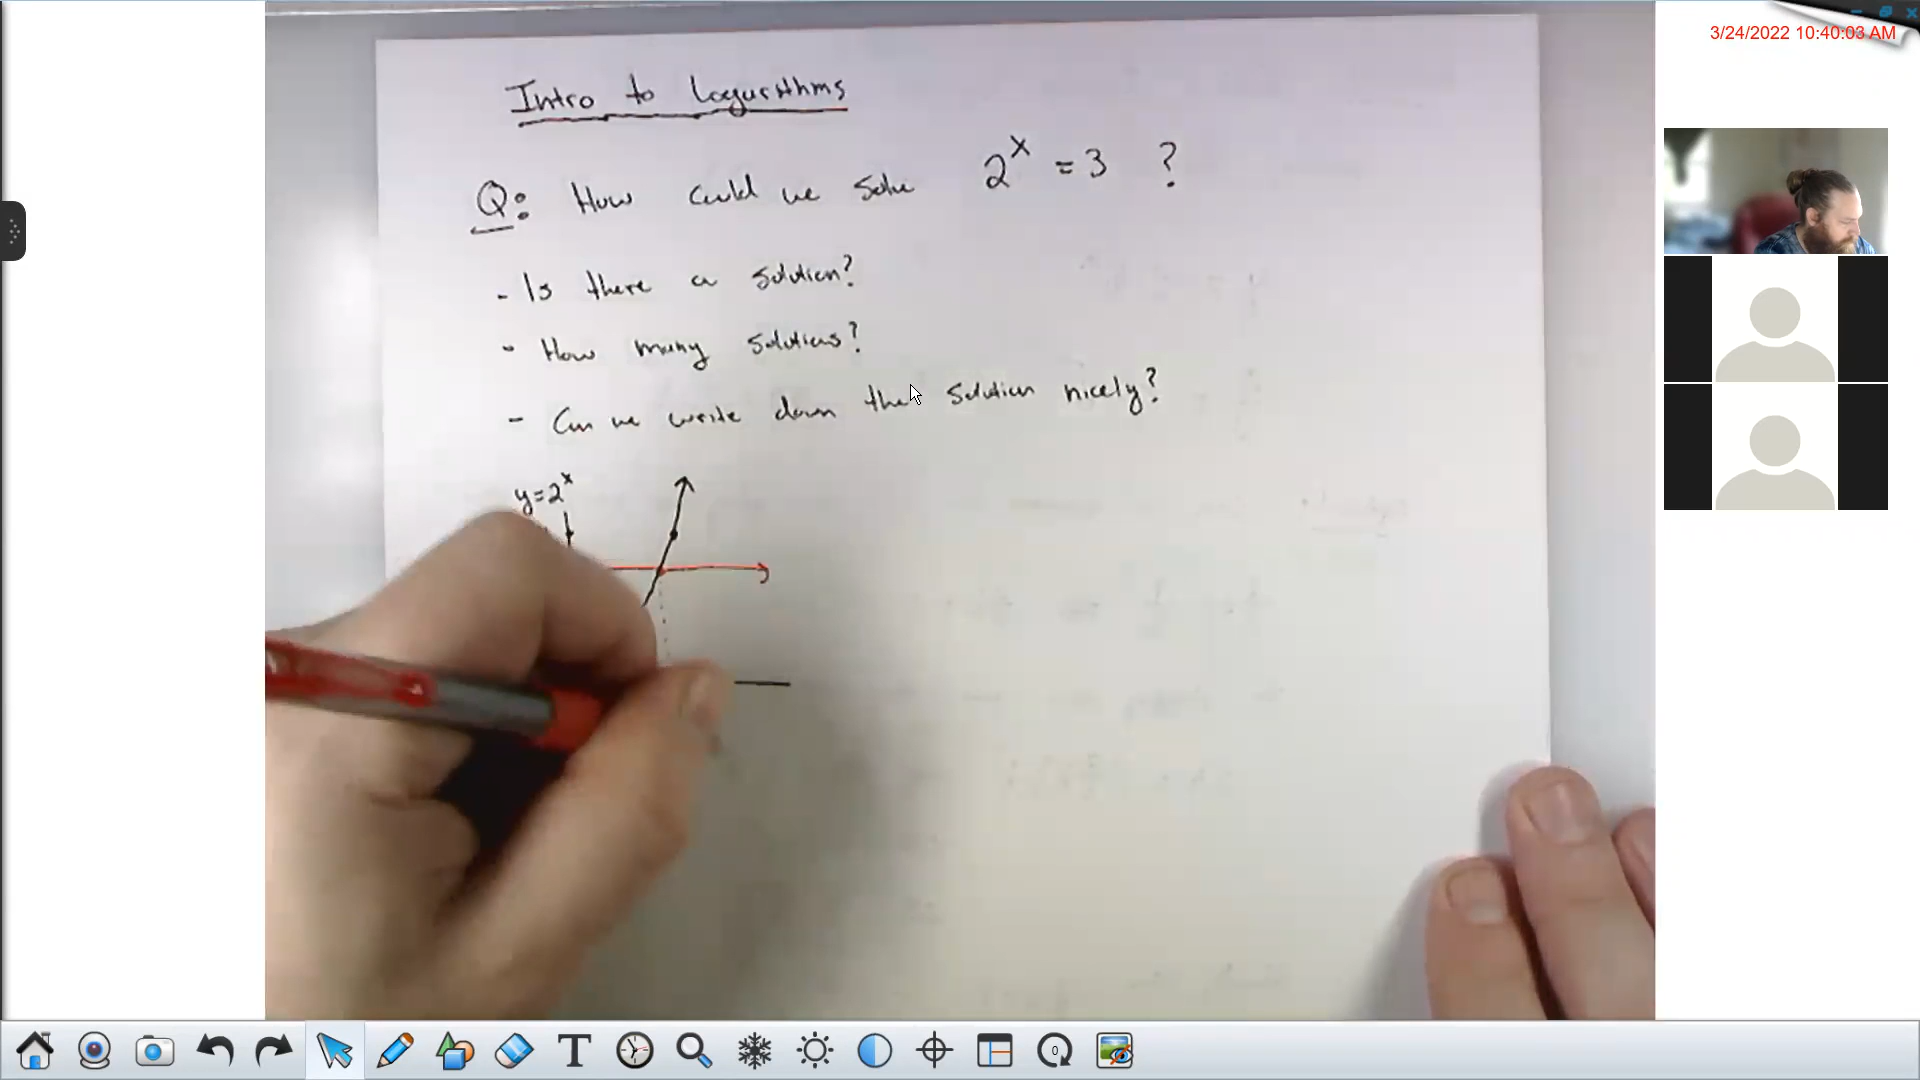 3/24/2022 10:40:03 AM
Intro to Logarithms
Q: How could we solve 2^x = 3 ?
- Is there a solution?
- How many solutions?
- Can we write down the solution nicely?
y=2^x
T
0